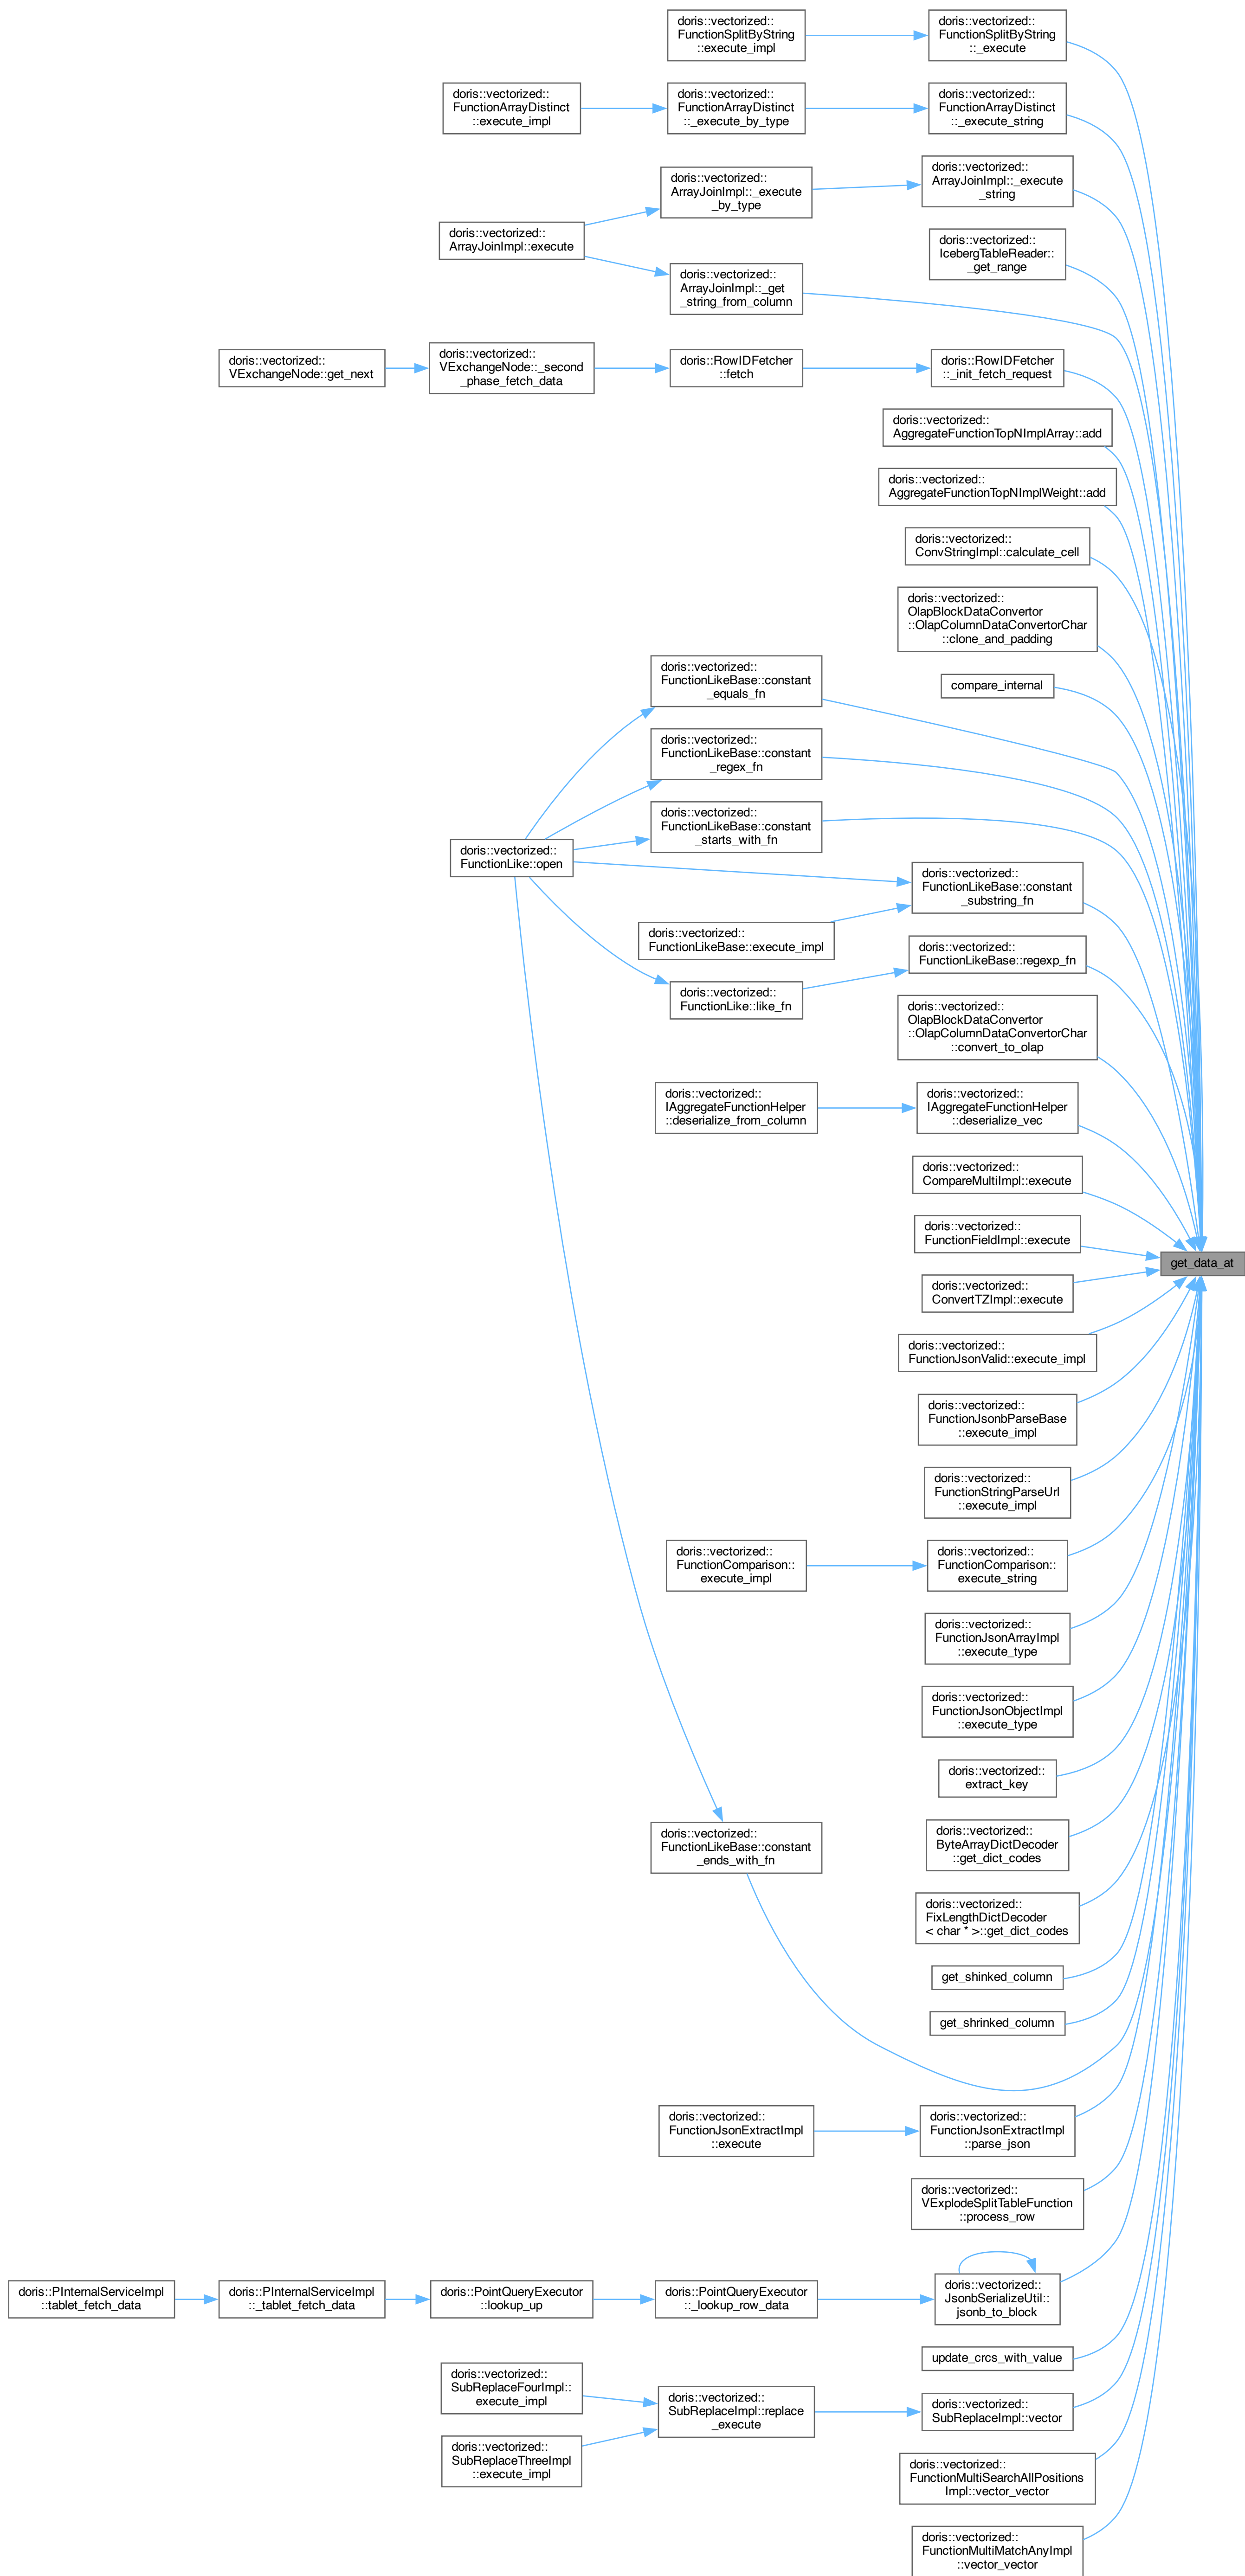 doris::vectorized::
FunctionSplitByString
::execute_impl
doris::vectorized::
FunctionSplitByString
::_execute
doris::vectorized::
FunctionArrayDistinct
::execute_impl
doris::vectorized::
FunctionArrayDistinct
::_execute_by_type
doris::vectorized::
FunctionArrayDistinct
::_execute_string
doris::vectorized::
ArrayJoinImpl::_execute
_by_type
doris::vectorized::
ArrayJoinImpl::_execute
_string
doris::vectorized::
ArrayJoinImpl::execute
doris::vectorized::
IcebergTableReader::
_get_range
doris::vectorized::
ArrayJoinImpl::_get
_string_from_column
doris::vectorized::
VExchangeNode::get_next
doris::vectorized::
VExchangeNode::_second
_phase_fetch_data
doris::RowIDFetcher
::fetch
doris::RowIDFetcher
::_init_fetch_request
doris::vectorized::
AggregateFunctionTopNImplArray::add
doris::vectorized::
AggregateFunctionTopNImplWeight::add
doris::vectorized::
ConvStringImpl::calculate_cell
doris::vectorized::
OlapBlockDataConvertor
::OlapColumnDataConvertorChar
::clone_and_padding
doris::vectorized::
FunctionLikeBase::constant
_equals_fn
compare_internal
doris::vectorized::
FunctionLikeBase::constant
_regex_fn
doris::vectorized::
FunctionLikeBase::constant
_starts_with_fn
doris::vectorized::
FunctionLike::open
doris::vectorized::
FunctionLikeBase::constant
_substring_fn
doris::vectorized::
FunctionLikeBase::execute_impl
doris::vectorized::
FunctionLikeBase::regexp_fn
doris::vectorized::
FunctionLike::like_fn
doris::vectorized::
OlapBlockDataConvertor
::OlapColumnDataConvertorChar
::convert_to_olap
doris::vectorized::
IAggregateFunctionHelper
::deserialize_from_column
doris::vectorized::
IAggregateFunctionHelper
::deserialize_vec
doris::vectorized::
CompareMultiImpl::execute
doris::vectorized::
FunctionFieldImpl::execute
get_data_at
doris::vectorized::
ConvertTZImpl::execute
doris::vectorized::
FunctionJsonValid::execute_impl
doris::vectorized::
FunctionJsonbParseBase
::execute_impl
doris::vectorized::
FunctionStringParseUrl
::execute_impl
doris::vectorized::
FunctionComparison::
execute_impl
doris::vectorized::
FunctionComparison::
execute_string
doris::vectorized::
FunctionJsonArrayImpl
::execute_type
doris::vectorized::
FunctionJsonObjectImpl
::execute_type
doris::vectorized::
extract_key
doris::vectorized::
FunctionLikeBase::constant
_ends_with_fn
doris::vectorized::
ByteArrayDictDecoder
::get_dict_codes
doris::vectorized::
FixLengthDictDecoder
< char * >::get_dict_codes
get_shinked_column
get_shrinked_column
doris::vectorized::
FunctionJsonExtractImpl
::execute
doris::vectorized::
FunctionJsonExtractImpl
::parse_json
doris::vectorized::
VExplodeSplitTableFunction
::process_row
doris::PInternalServiceImpl
::tablet_fetch_data
doris::PInternalServiceImpl
::_tablet_fetch_data
doris::PointQueryExecutor
::lookup_up
doris::PointQueryExecutor
::_lookup_row_data
doris::vectorized::
JsonbSerializeUtil::
jsonb_to_block
update_crcs_with_value
doris::vectorized::
SubReplaceFourImpl::
execute_impl
doris::vectorized::
SubReplaceImpl::replace
_execute
doris::vectorized::
SubReplaceImpl::vector
doris::vectorized::
SubReplaceThreeImpl
::execute_impl
doris::vectorized::
FunctionMultiSearchAllPositions
Impl::vector_vector
doris::vectorized::
FunctionMultiMatchAnyImpl
::vector_vector